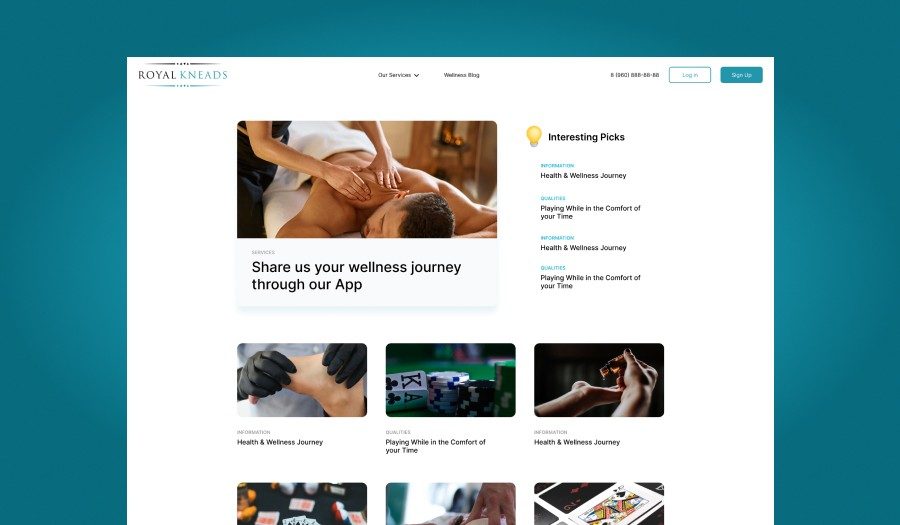 ROYAL KNEADS
Our Services
Wellness Blog
8 (960) 888-88-88
Log in
Sign Up
SERVICES
Share us your wellness journey
through our App
Interesting Picks
INFORMATION
Health & Wellness Journey
QUALITIES
Playing While in the Comfort of
your Time
INFORMATION
Health & Wellness Journey
QUALITIES
Playing While in the Comfort of
your Time
K
A
INFORMATION
Health & Wellness Journey
QUALITIES
Playing While in the Comfort of
your Time
INFORMATION
Health & Wellness Journey